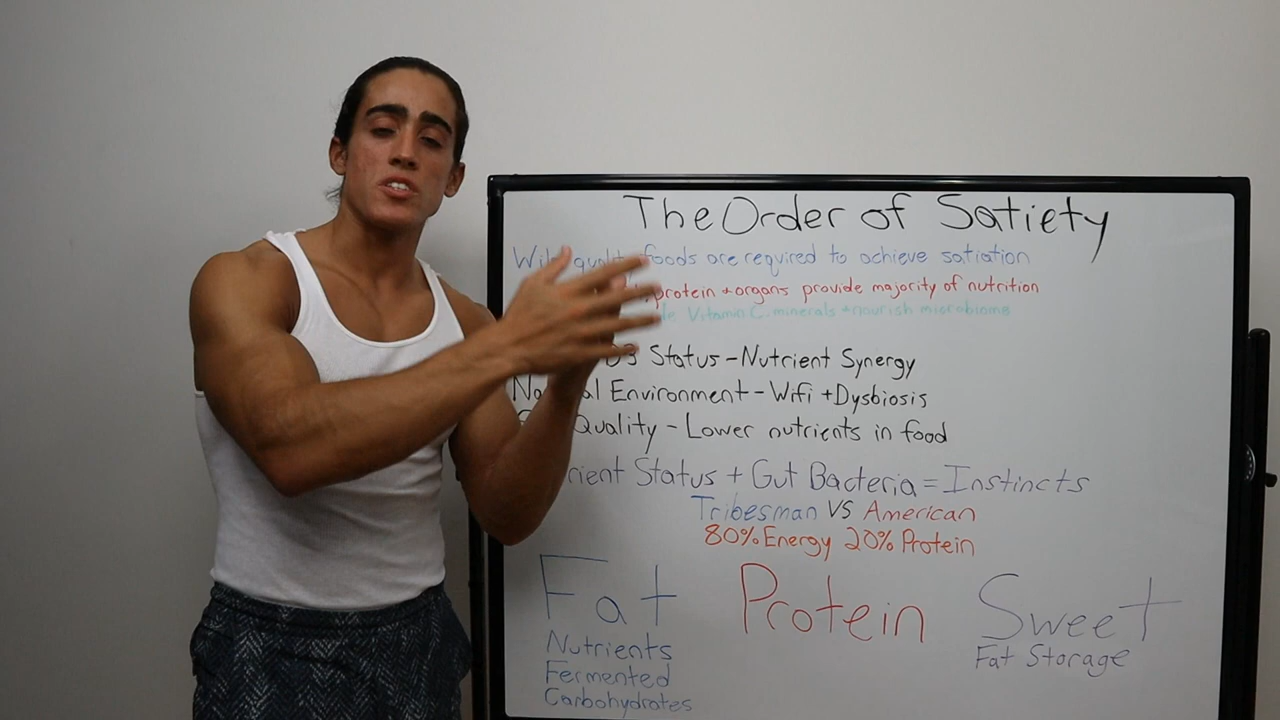 The Order of Satiety
foods are required to achieve satiation
protein + organs provide majority of nutrition
Vitamin C, minerals + nourish microbiome
D3 Status - Nutrient Synergy
Environment - Wifi + Dysbiosis
Quality - Lower nutrients in food
Status + Gut Bacteria = Instincts
Tribesman VS American
80% Energy 20% Protein
Fat Protein Sweet
Nutrients Fat Storage
Fermented
Carbohydrates